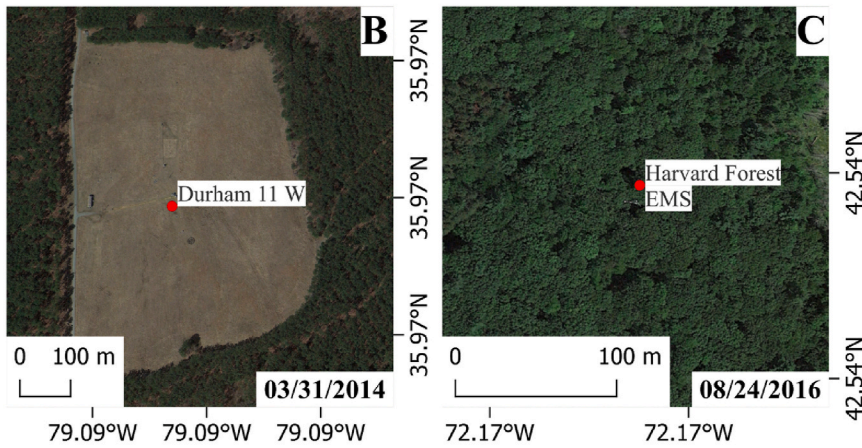 B
35.97°N
Durham 11 W
35.97°N
35.97°N
0 100 m
03/31/2014
79.09°W 79.09°W 79.09°W
C
Harvard Forest
EMS
42.54°N
0 100 m
08/24/2016
42.54°N
72.17°W 72.17°W